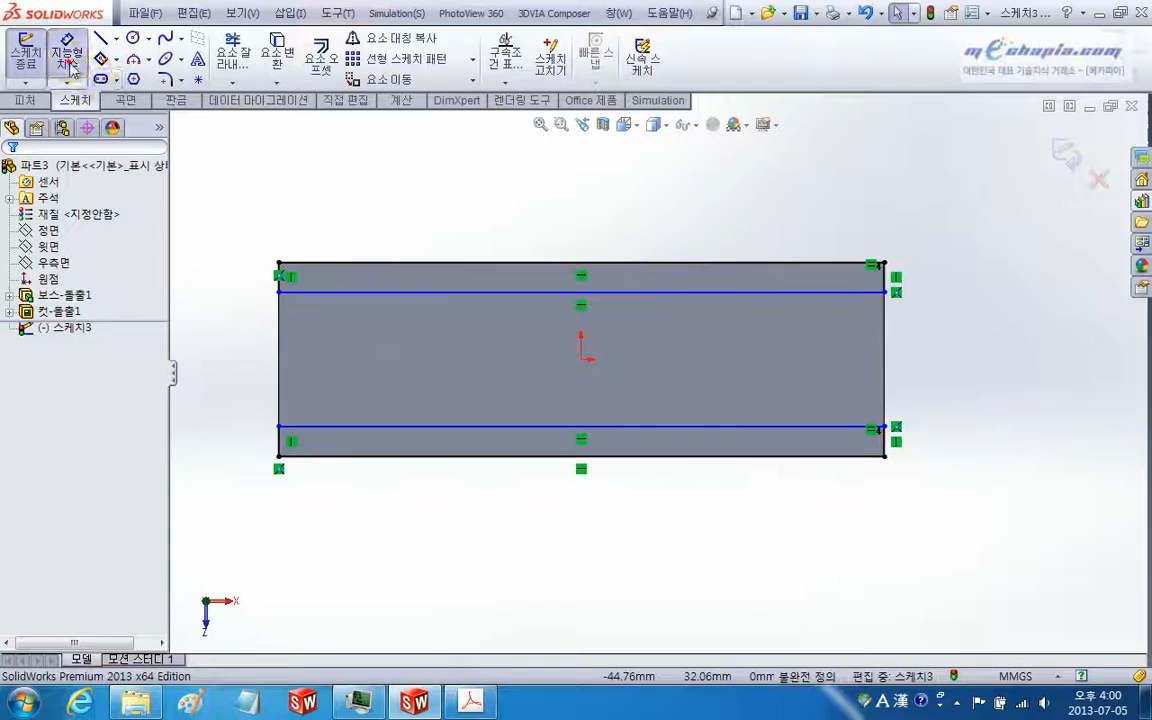 SOLIDWORKS 파일(F) 편집(E) 보기(V) 삽입(I) 도구(T) Simulation(S) PhotoView 360 3DVIA Composer 창(W) 도움말(H) 스케치3...
스케치 종료 지능형 치수 요소 잘라내... 요소 변환 요소 오프셋 요소 대칭 복사 선형 스케치 패턴 요소 이동 구속조건 표... 스케치 고치기 빠른 스냅 신속 스케치
mechapia.com
대한민국 대표 기술지식 거래소 - [메카피아]
피처 스케치 곡면 판금 데이터 마이그레이션 직접 편집 계산 DimXpert 렌더링 도구 Office 제품 Simulation
파트3 (기본<<기본>_표시 상태
센서
주석
재질 <지정안함>
정면
윗면
우측면
원점
보스-돌출1
컷-돌출1
(-) 스케치3
4
4
X
Z
모델 모션 스터디 1
SolidWorks Premium 2013 x64 Edition -44.76mm 32.06mm 0mm 불완전 정의 편집 중: 스케치3 MMGS
A 漢 오후 4:00
2013-07-05